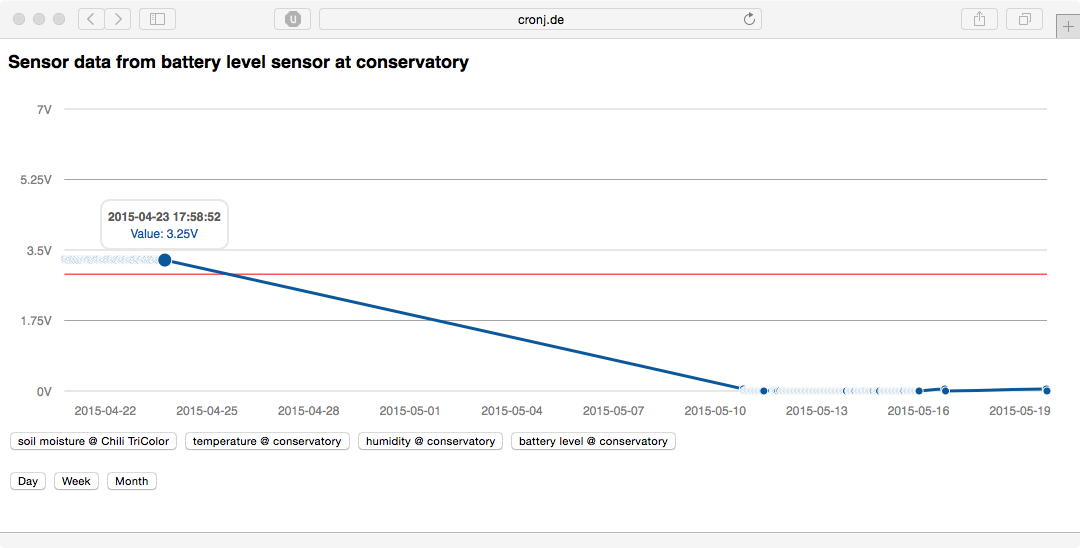 cronj.de
Sensor data from battery level sensor at conservatory
7V
5.25V
2015-04-23 17:58:52
Value: 3.25V
3.5V
1.75V
0V
2015-04-22 2015-04-25 2015-04-28 2015-05-01 2015-05-04 2015-05-07 2015-05-10 2015-05-13 2015-05-16 2015-05-19
soil moisture @ Chili TriColor temperature @ conservatory humidity @ conservatory battery level @ conservatory
Day Week Month